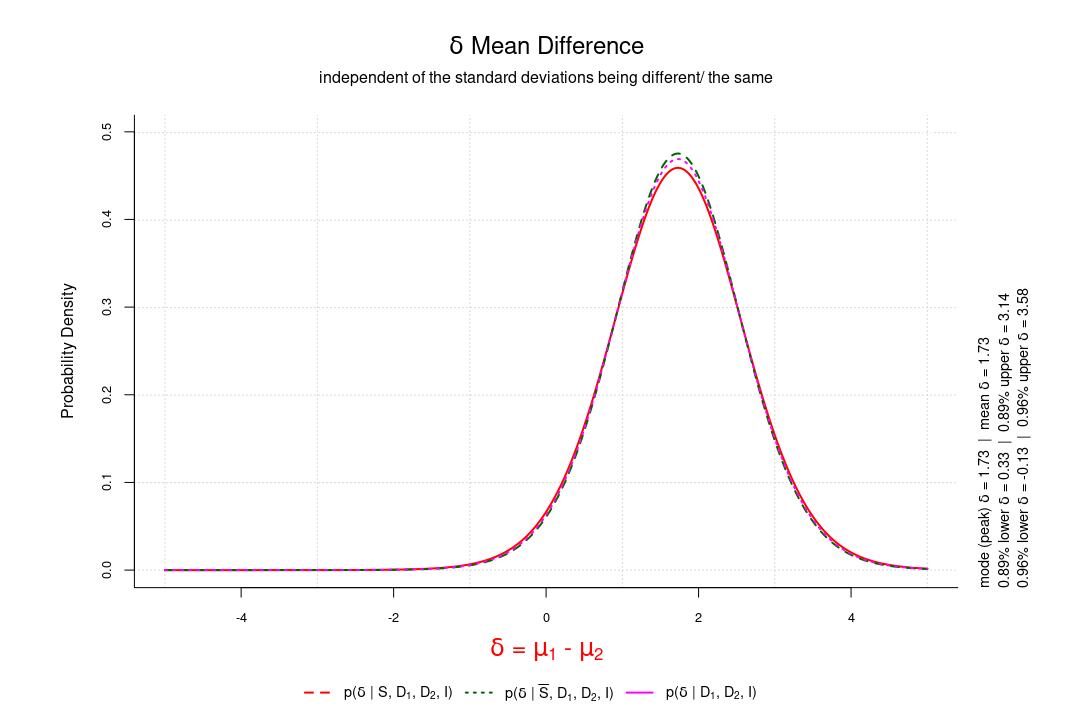 δ Mean Difference
independent of the standard deviations being different/ the same
Probability Density
0.5
0.4
0.3
0.2
0.1
0.0
-4 -2 0 2 4
δ = μ₁ - μ₂
p(δ | S, D₁, D₂, I) p(δ | S̅, D₁, D₂, I) p(δ | D₁, D₂, I)
mode (peak) δ = 1.73 | mean δ = 1.73
0.89% lower δ = 0.33 | 0.89% upper δ = 3.14
0.96% lower δ = -0.13 | 0.96% upper δ = 3.58